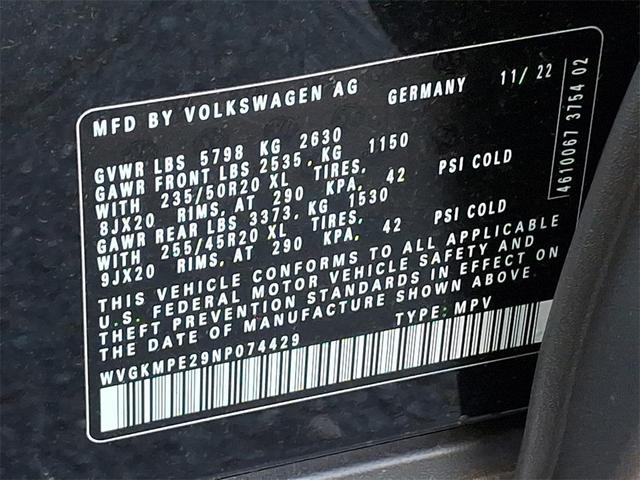 MFD BY VOLKSWAGEN AG GERMANY 11/ 22
GVWR LBS 5798 KG 2630
GAWR FRONT LBS 2535. KG 1150
WITH 235/50R20 XL TIRES,
8JX20 RIMS, AT 290 KPA, 42 PSI COLD
GAWR REAR LBS 3373. KG 1530
WITH 255/45R20 XL TIRES,
9JX20 RIMS, AT 290 KPA, 42 PSI COLD
THIS VEHICLE CONFORMS TO ALL APPLICABLE
U.S. FEDERAL MOTOR VEHICLE SAFETY AND
THEFT PREVENTION STANDARDS IN EFFECT ON
THE DATE OF MANUFACTURE SHOWN ABOVE
WVGKMPE29NP074429 TYPE: MPV
4610067 3754 02